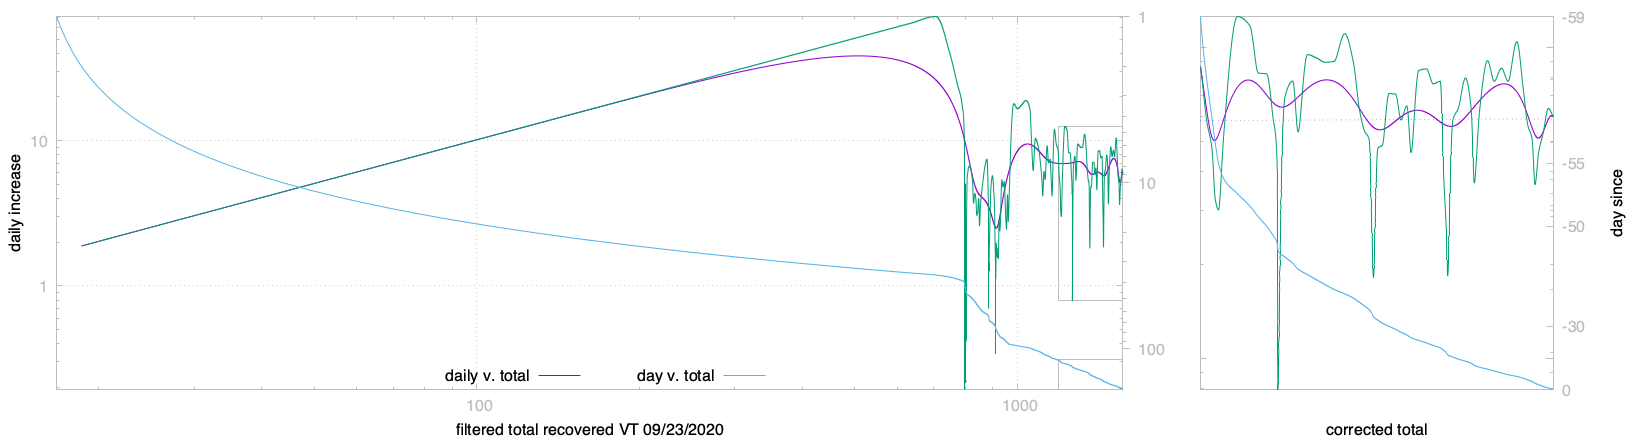 1
-59
10
daily increase
10
-55
-50
day since
1
-30
100
daily v. total
day v. total
0
100
1000
filtered total recovered VT 09/23/2020
corrected total